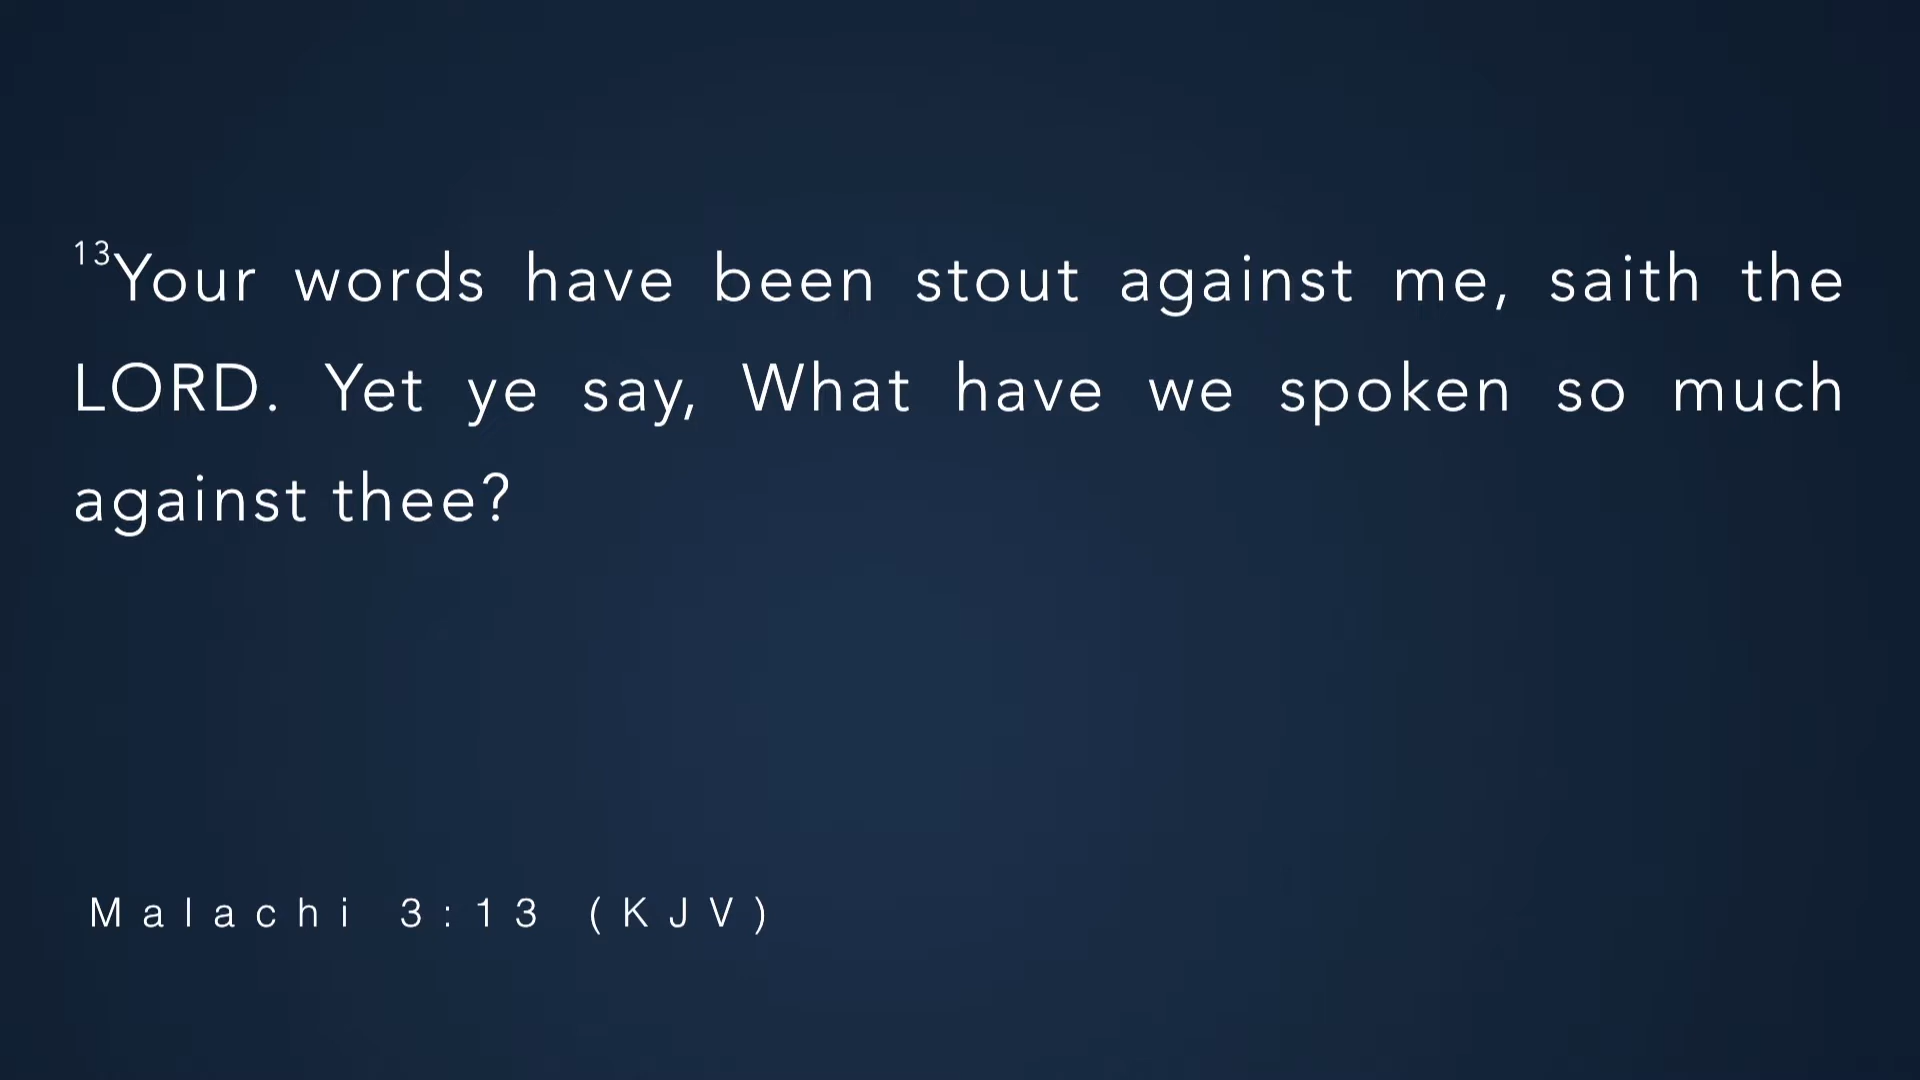 13Your words have been stout against me, saith the
LORD. Yet ye say, What have we spoken so much
against thee?
Malachi 3:13 (KJV)